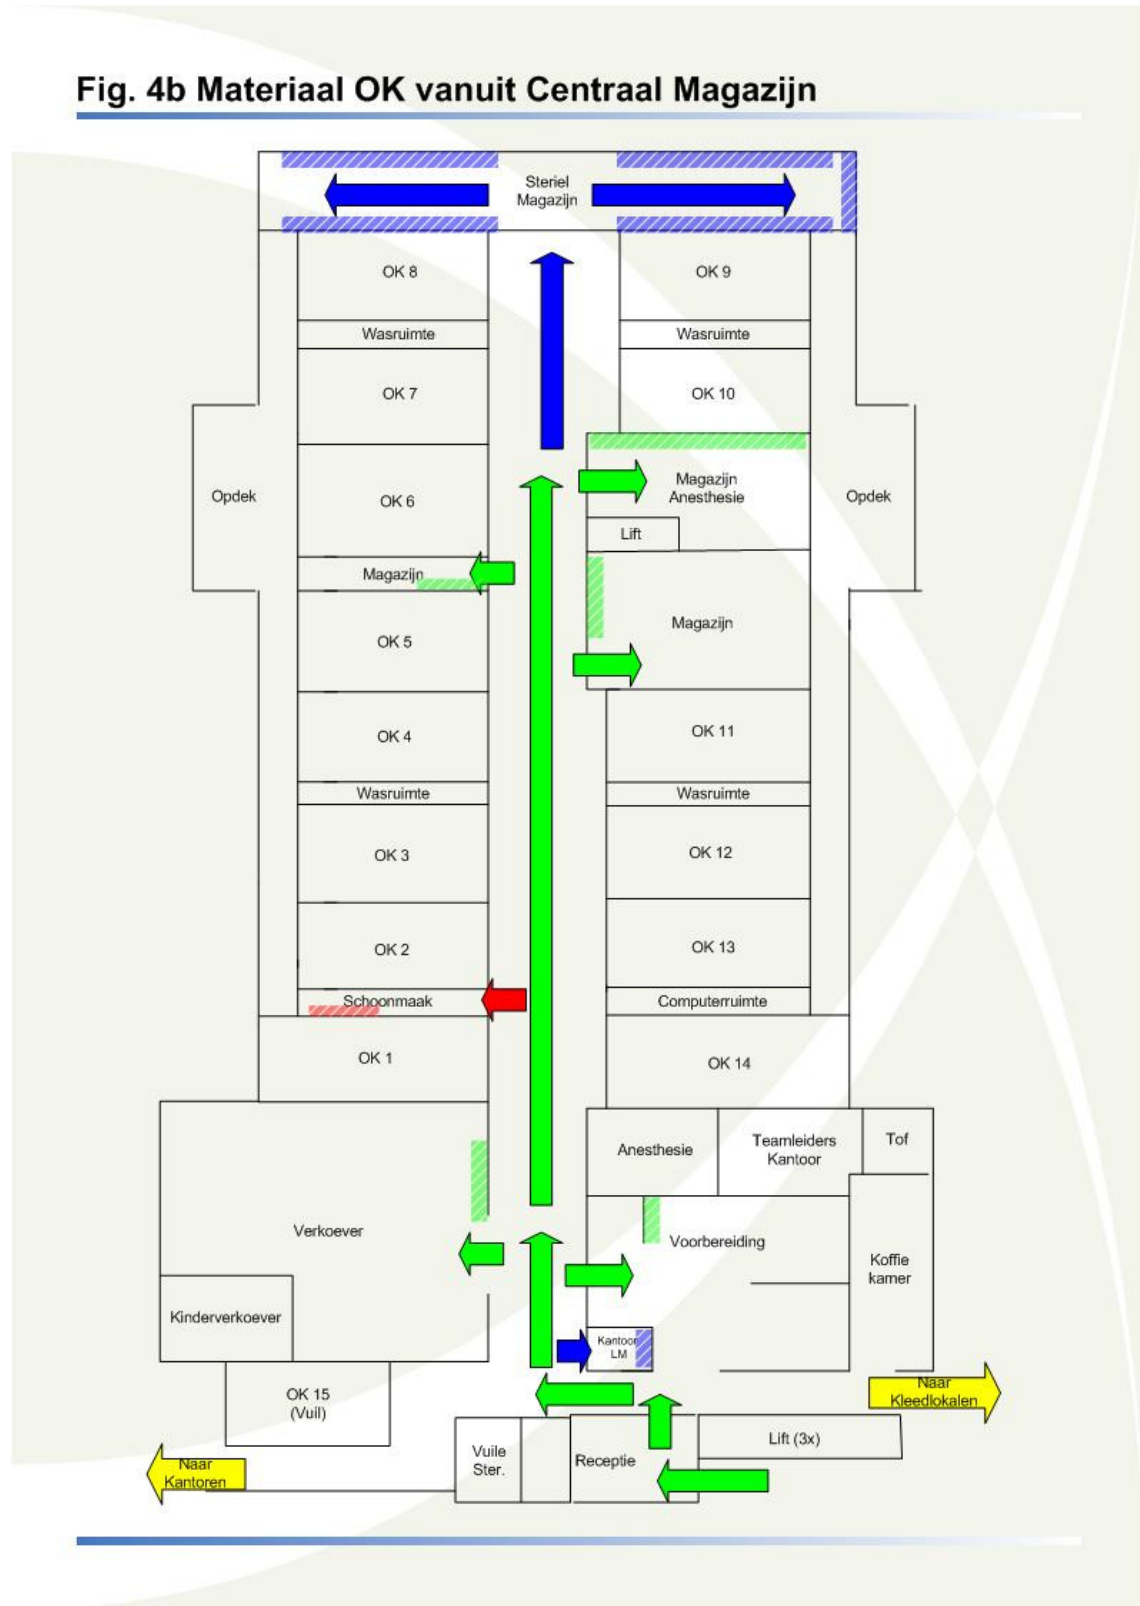 Fig. 4b Materiaal OK vanuit Centraal Magazijn
Steriel
Magazijn
OK 8
OK 9
Wasruimte
Wasruimte
OK 7
OK 10
Opdek
OK 6
Magazijn
Anesthesie
Opdek
Lift
Magazijn
Magazijn
OK 5
OK 4
OK 11
Wasruimte
Wasruimte
OK 3
OK 12
OK 2
OK 13
Schoonmaak
Computerruimte
OK 1
OK 14
Anesthesie
Teamleiders
Kantoor
Tof
Verkoever
Voorbereiding
Koffie
kamer
Kinderverkoever
Kantoor
LM
OK 15
(Vuil)
Naar
Kleedlokalen
Vuile
Ster.
Receptie
Lift (3x)
Naar
Kantoren